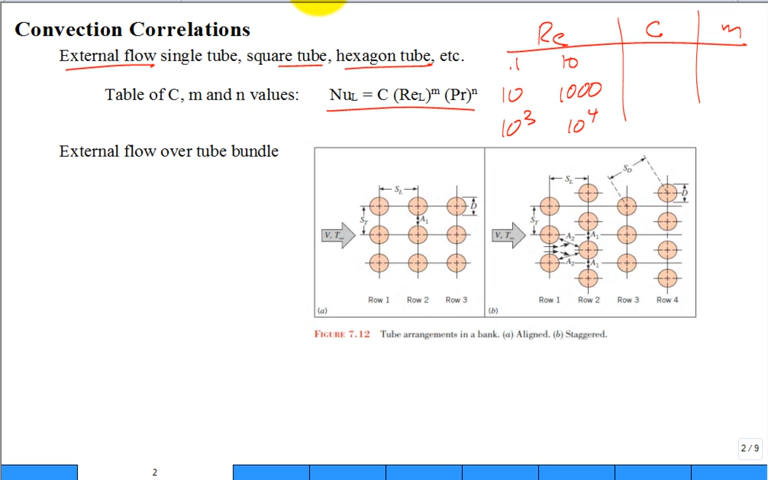 Convection Correlations
External flow single tube, square tube, hexagon tube, etc.
Table of C, m and n values: NuL = C (ReL)ᵐ (Pr)ⁿ
Re C m
.1 10
10 1000
10³ 10⁴
External flow over tube bundle
SL
ST
D
A1
V, T∞
Row 1 Row 2 Row 3
(a)
SL
SD
D
ST
A2
A1
V, T∞
A2
A1
Row 1 Row 2 Row 3 Row 4
(b)
FIGURE 7.12 Tube arrangements in a bank. (a) Aligned. (b) Staggered.
2 / 9
2